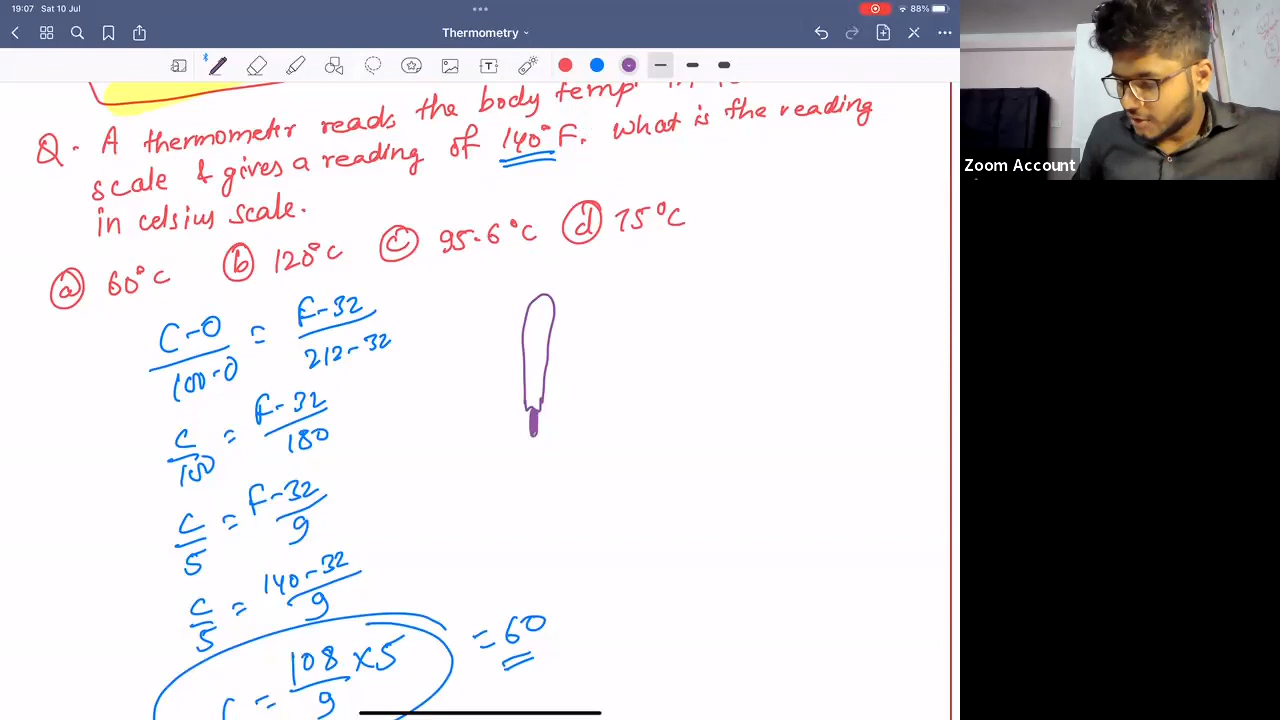 19:07 Sat 10 Jul
88%
Thermometry
Q. A thermometer reads the body temp.
scale & gives a reading of 140°F. What is the reading
in celsius scale.
a 60°C b 120°C c 95.6°C d 75°C
C-0 = F-32
100-0 212-32
C = F-32
100 180
C = F-32
5 9
C = 140-32
5 9
C = 108 × 5 = 60
9
Zoom Account